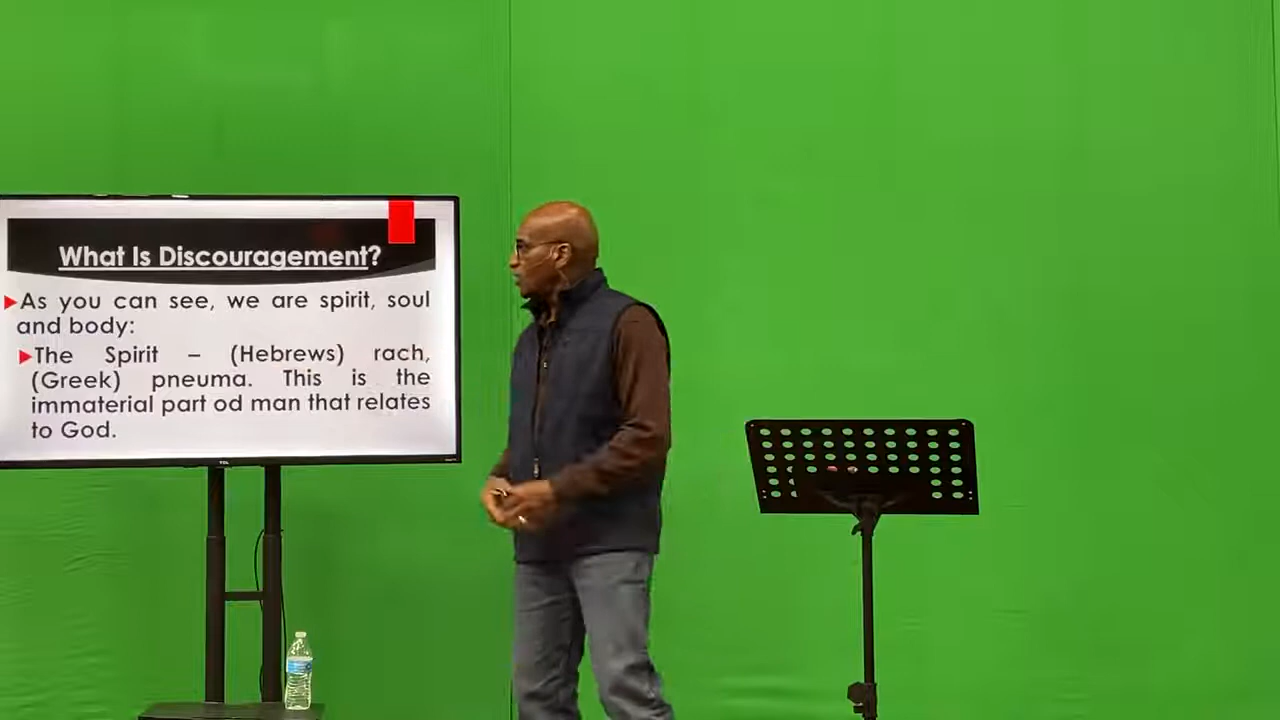 What Is Discouragement?
As you can see, we are spirit, soul
and body:
The Spirit – (Hebrews) rach,
(Greek) pneuma. This is the
immaterial part od man that relates
to God.
TCL